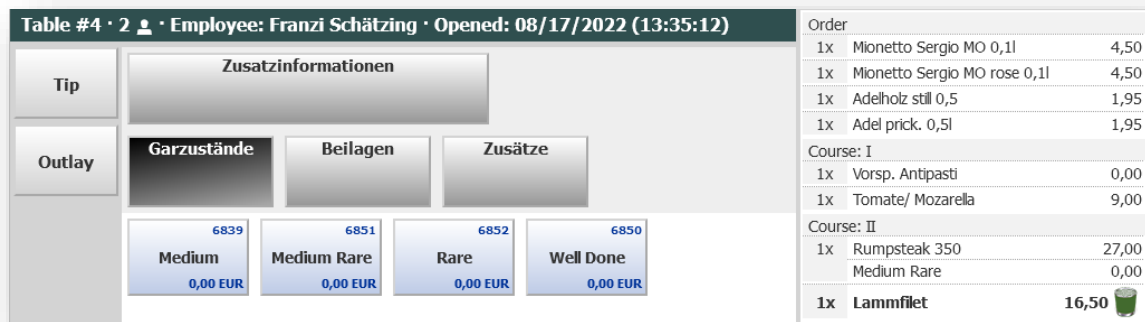 Table #4 · 2 · Employee: Franzi Schätzing · Opened: 08/17/2022 (13:35:12)
Tip
Outlay
Zusatzinformationen
Garzustände
Beilagen
Zusätze
6839
Medium
0,00 EUR
6851
Medium Rare
0,00 EUR
6852
Rare
0,00 EUR
6850
Well Done
0,00 EUR
Order
1x Mionetto Sergio MO 0,1l 4,50
1x Mionetto Sergio MO rose 0,1l 4,50
1x Adelholz still 0,5 1,95
1x Adel prick. 0,5l 1,95
Course: I
1x Vorsp. Antipasti 0,00
1x Tomate/ Mozarella 9,00
Course: II
1x Rumpsteak 350 27,00
Medium Rare 0,00
1x Lammfilet 16,50